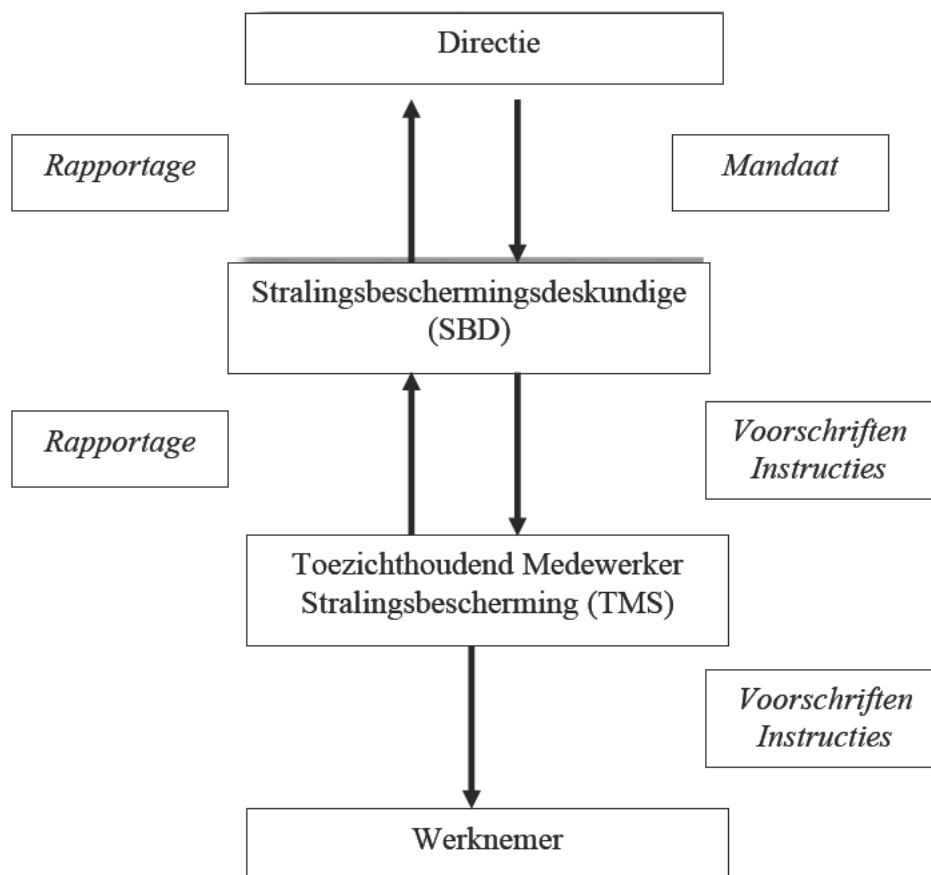 Directie
Rapportage
Mandaat
Stralingsbeschermingsdeskundige
(SBD)
Rapportage
Voorschriften
Instructies
Toezichthoudend Medewerker
Stralingsbescherming (TMS)
Voorschriften
Instructies
Werknemer